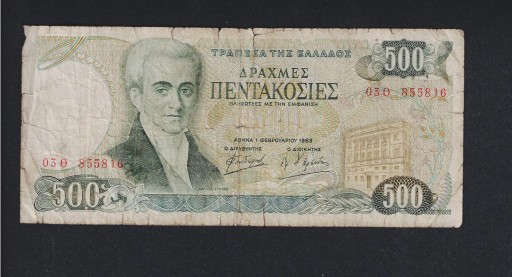 ΤΡΑΠΕΖΑ ΤΗΣ ΕΛΛΑΔΟΣ
500
ΔΡΑΧΜΕΣ
ΠΕΝΤΑΚΟΣΙΕΣ
ΠΛΗΡΩΤΕΕΣ ΜΕ ΤΗΝ ΕΜΦΑΝΙΣΗ
03Θ 855816
ΑΘΗΝΑ 1 ΦΕΒΡΟΥΑΡΙΟΥ 1983
Ο ΔΙΕΥΘΥΝΤΗΣ Ο ΔΙΟΙΚΗΤΗΣ
03Θ 855816
500
500